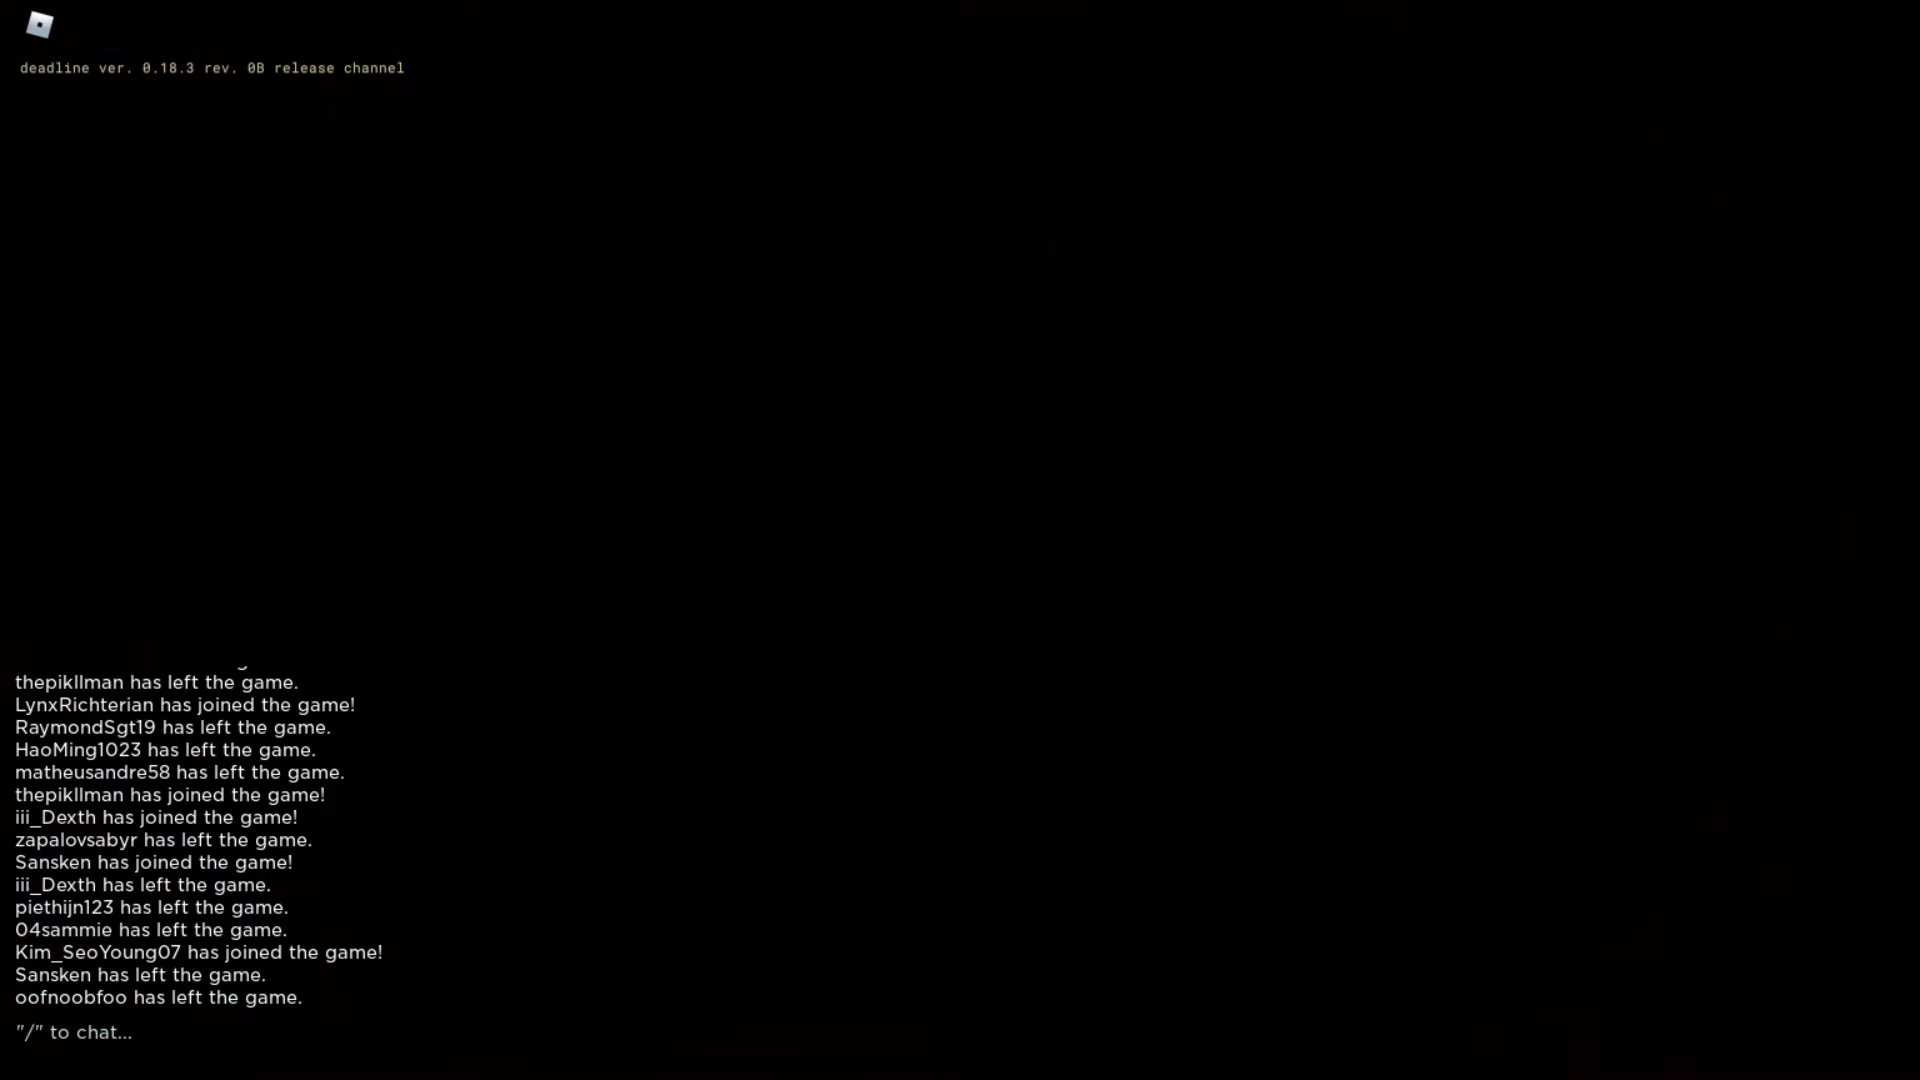 deadline ver. 0.18.3 rev. 0B release channel
thepikllman has left the game.
LynxRichterian has joined the game!
RaymondSgt19 has left the game.
HaoMing1023 has left the game.
matheusandre58 has left the game.
thepikllman has joined the game!
iii_Dexth has joined the game!
zapalovsabyr has left the game.
Sansken has joined the game!
iii_Dexth has left the game.
piethijn123 has left the game.
04sammie has left the game.
Kim_SeoYoung07 has joined the game!
Sansken has left the game.
oofnoobfoo has left the game.
"/" to chat...